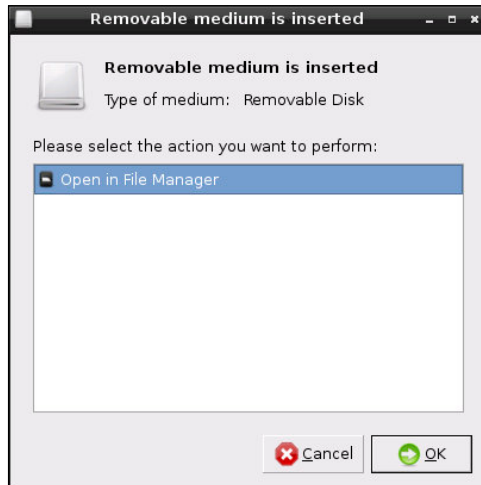 Removable medium is inserted
Removable medium is inserted
Type of medium: Removable Disk
Please select the action you want to perform:
Open in File Manager
Cancel OK